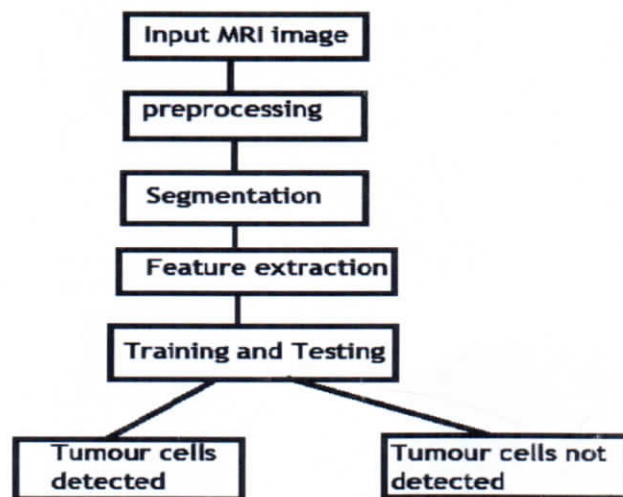 Input MRI image
preprocessing
Segmentation
Feature extraction
Training and Testing
Tumour cells
detected
Tumour cells not
detected